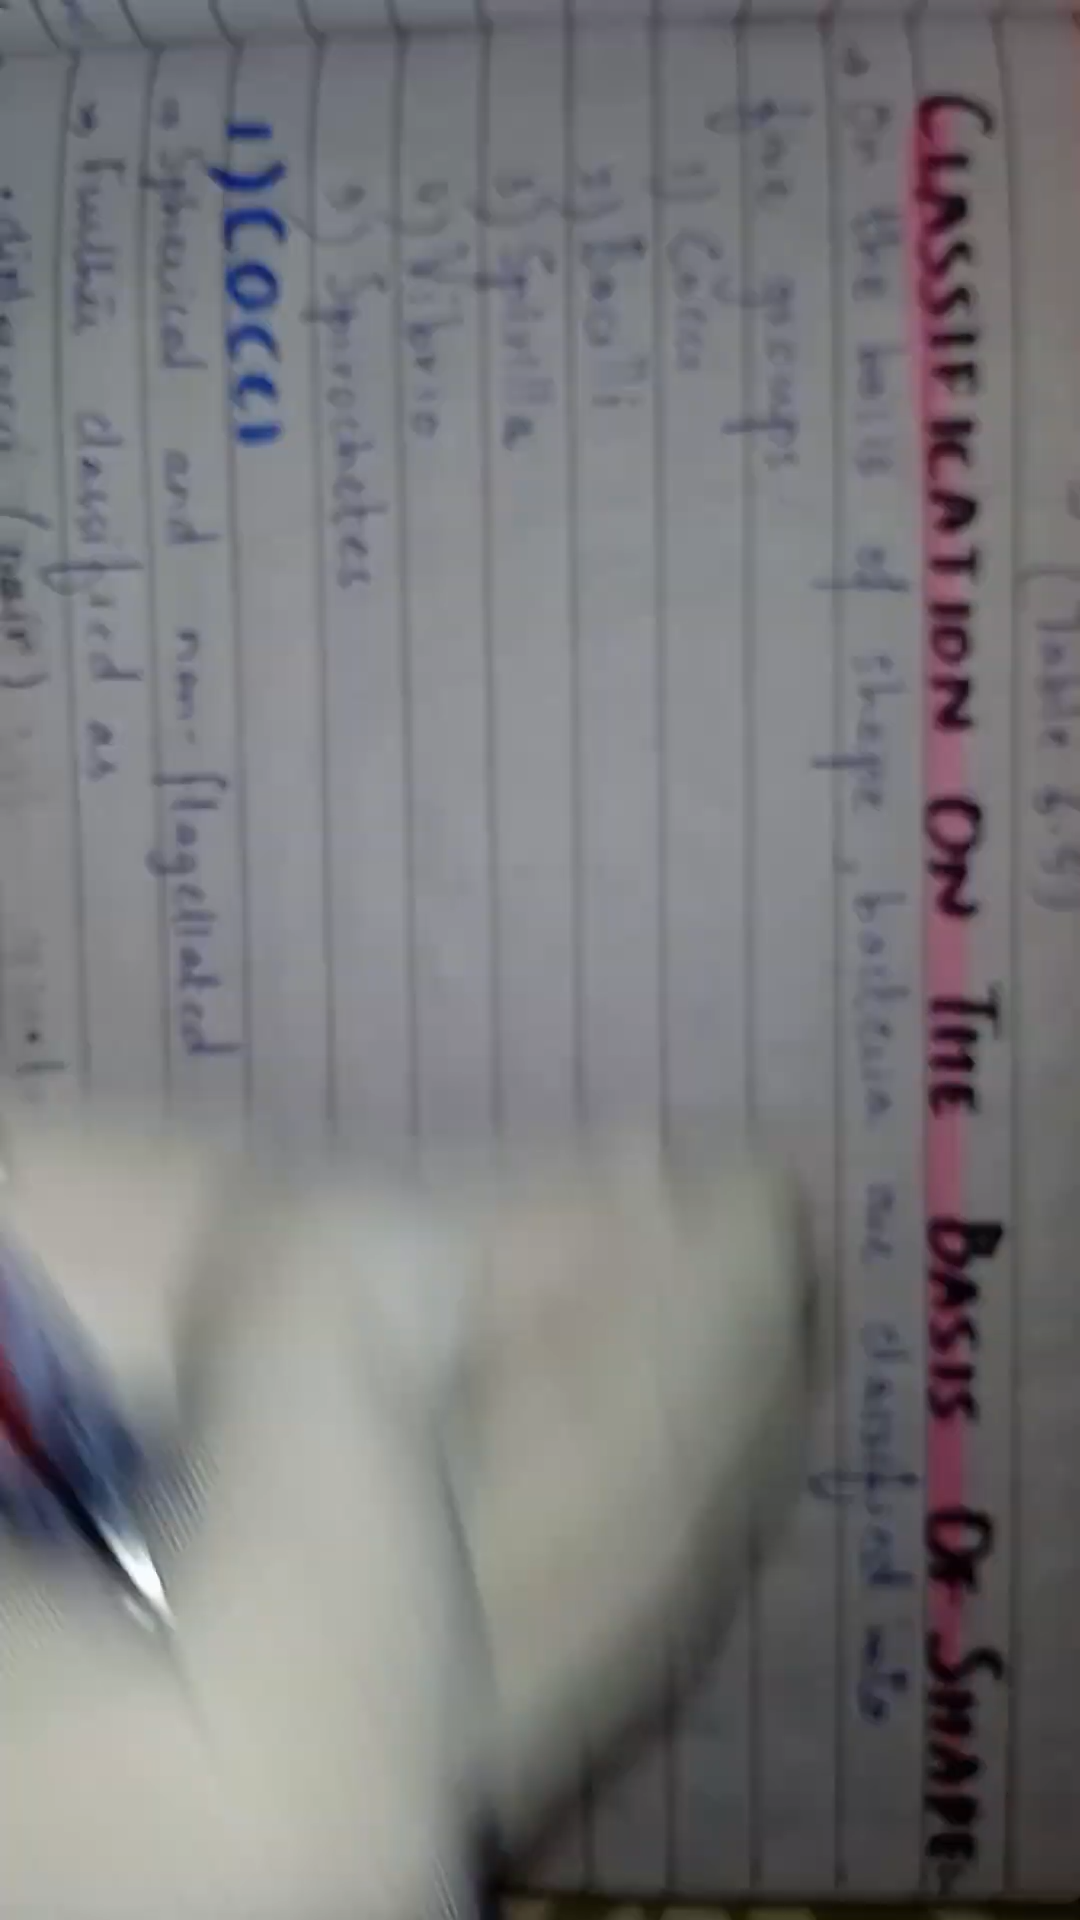 (Table 6.4)
CLASSIFICATION ON THE BASIS OF SHAPE
On the basis of shape, bacteria are classified into
five groups
1) Cocci
2) Bacilli
3) Spirilla
4) Vibrio
5) Spirochetes
1) COCCI
Spherical and non-flagellated
Further classified as
(pair)